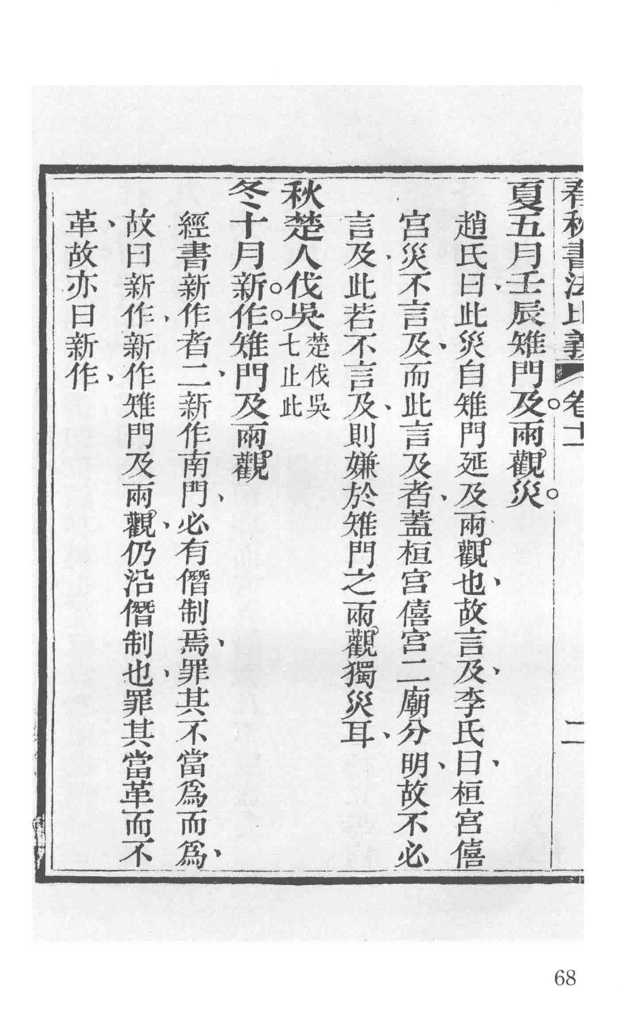 春秋書法比義 卷十一 二
夏五月壬辰雉門及兩觀災。
趙氏曰此災自雉門延及兩觀也故言及李氏曰桓宮僖
宮災不言及而此言及者蓋桓宮僖宮二廟分明故不必
言及此若不言及則嫌於雉門之兩觀獨災耳
秋楚人伐吳 楚伐吳七止此
冬十月新作雉門及兩觀
經書新作者二新作南門必有僭制焉罪其不當為而為
故曰新作新作雉門及兩觀仍沿僭制也罪其當革而不
革故亦曰新作
68